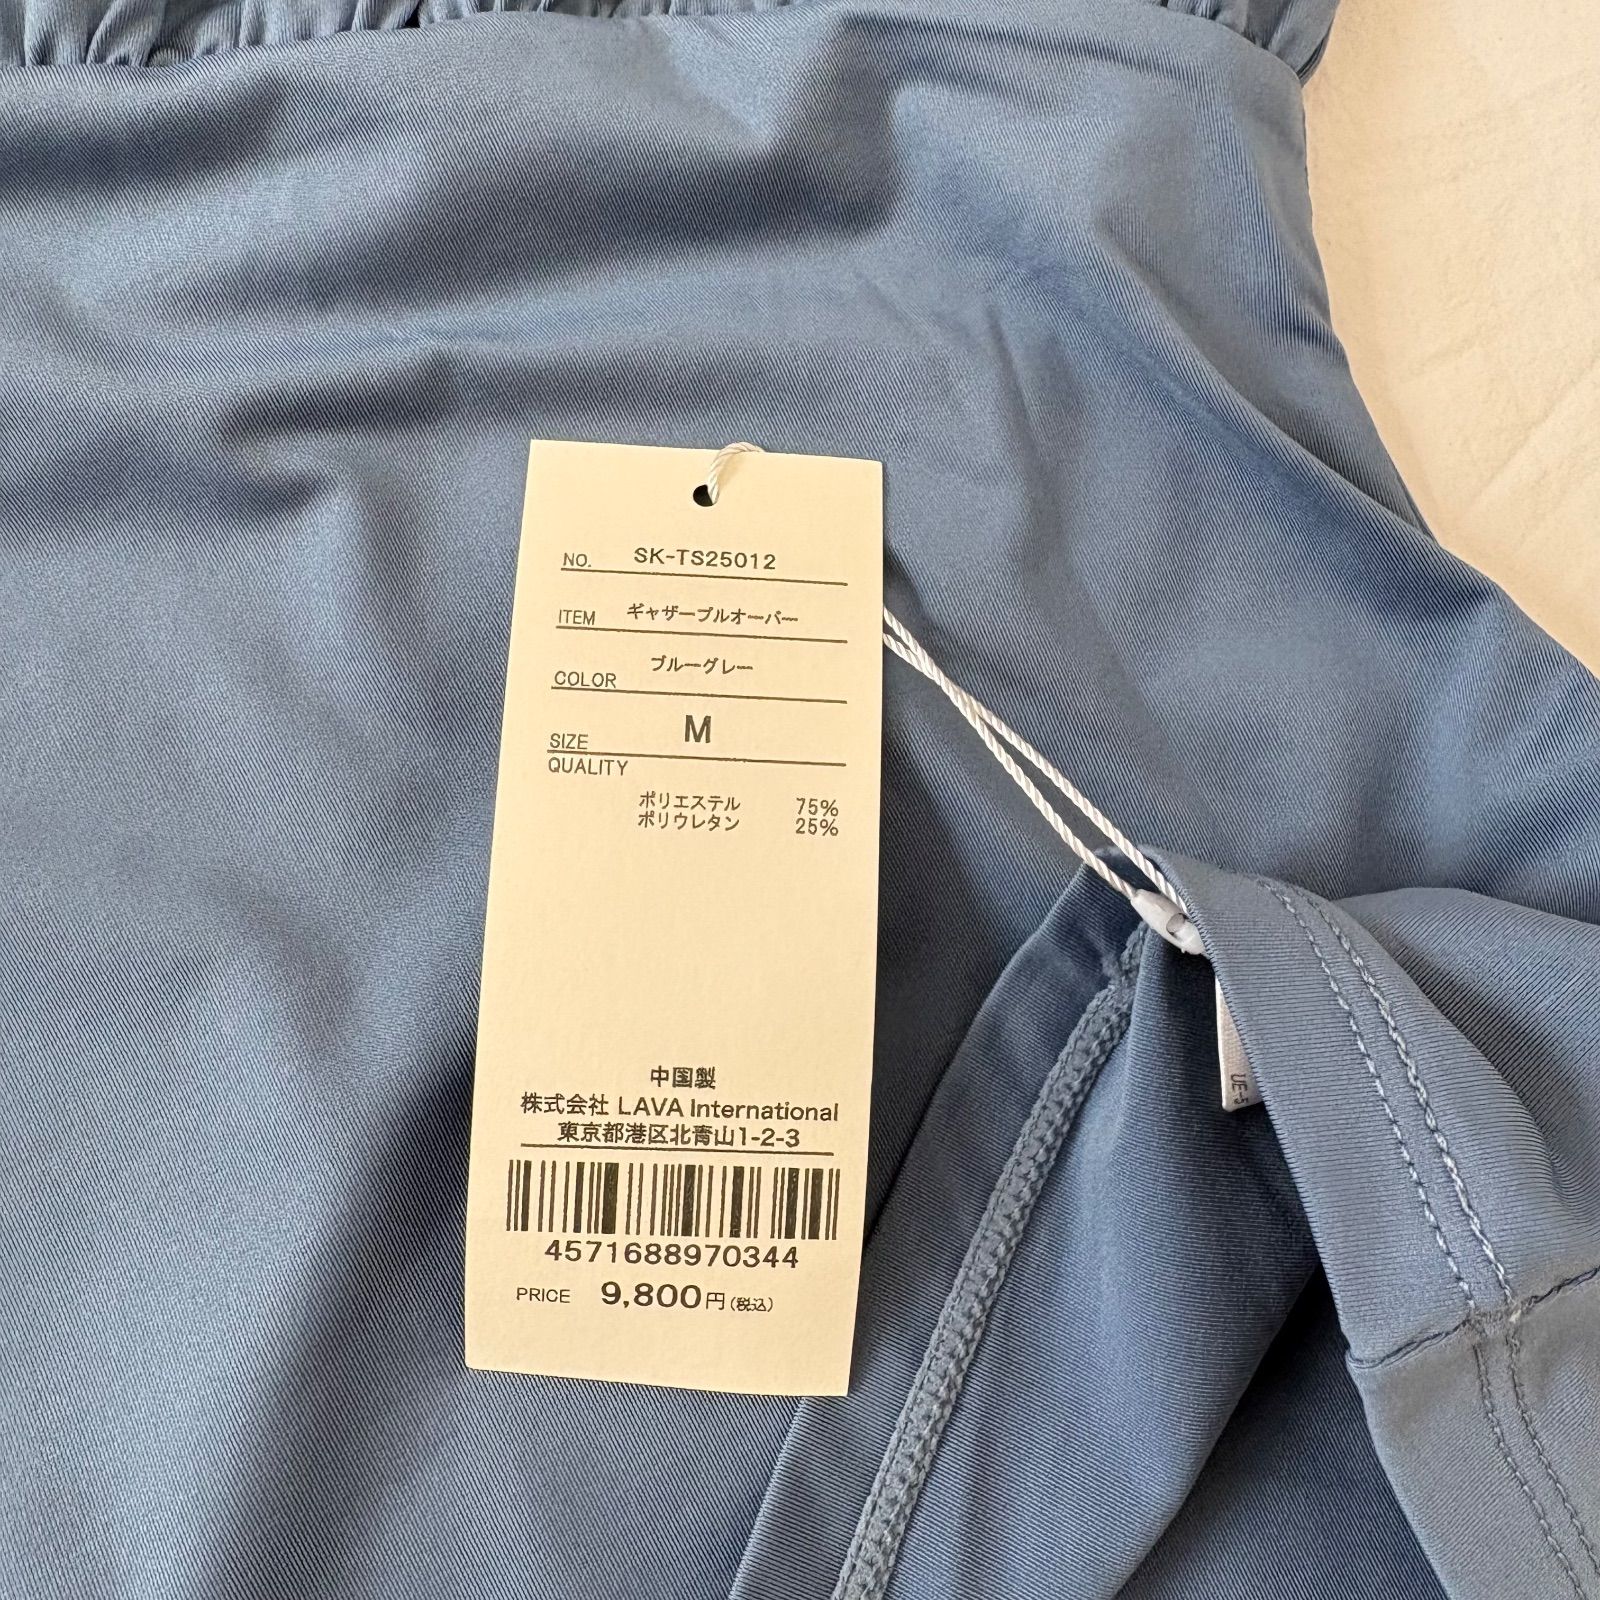 NO. SK-TS25012
ITEM ギャザープルオーバー
COLOR ブルーグレー
SIZE M
QUALITY
ポリエステル 75%
ポリウレタン 25%
中国製
株式会社 LAVA International
東京都港区北青山1-2-3
4571688970344
PRICE 9,800円(税込)